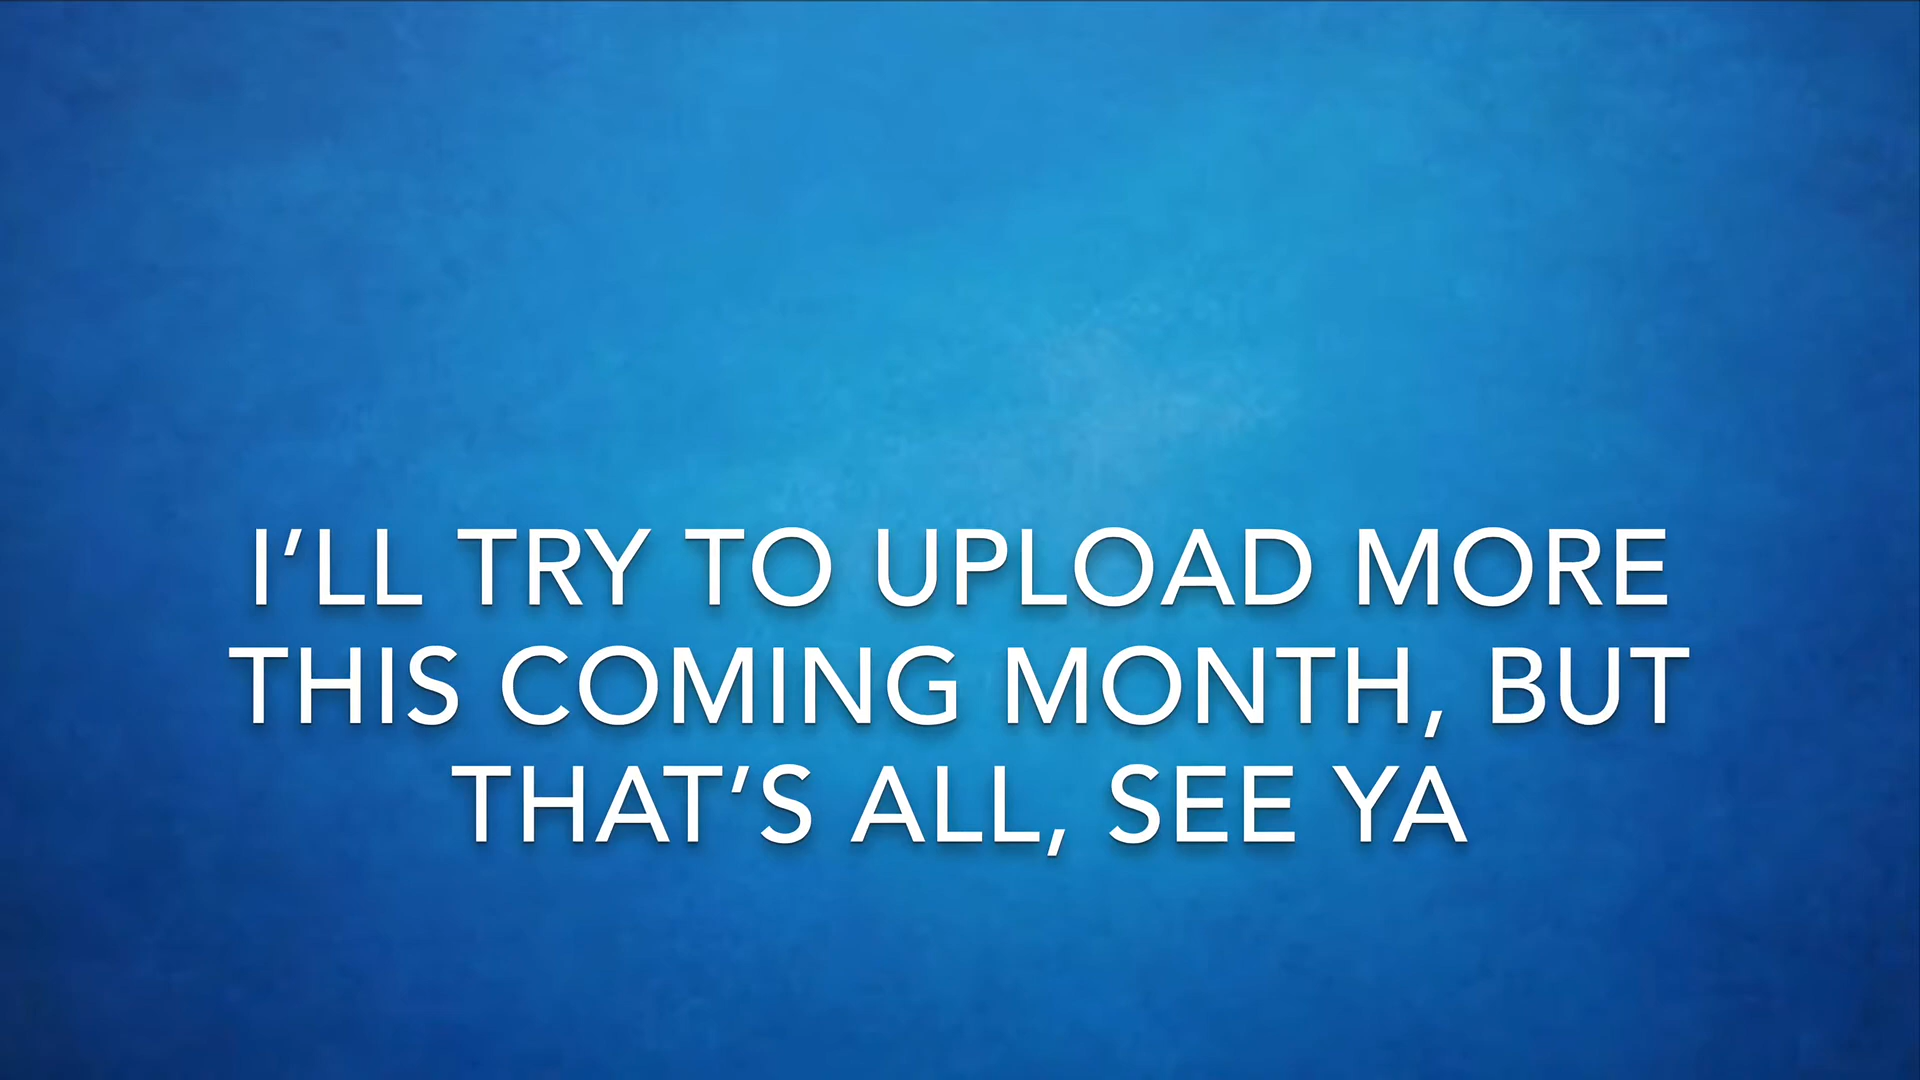 I’LL TRY TO UPLOAD MORE
THIS COMING MONTH, BUT
THAT’S ALL, SEE YA